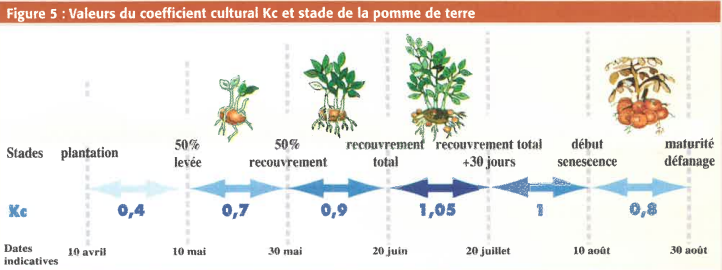 Figure 5 : Valeurs du coefficient cultural Kc et stade de la pomme de terre
Stades plantation 50% levée 50% recouvrement recouvrement total recouvrement total +30 jours début senescence maturité défanage
Kc 0,4 0,7 0,9 1,05 1 0,8
Dates indicatives 10 avril 10 mai 30 mai 20 juin 20 juillet 10 août 30 août